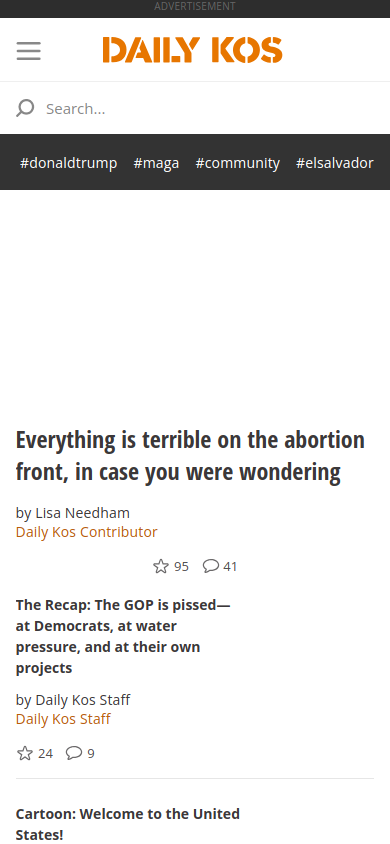 ADVERTISEMENT
DAILY KOS
Search...
#donaldtrump #maga #community #elsalvador
Everything is terrible on the abortion
front, in case you were wondering
by Lisa Needham
Daily Kos Contributor
95 41
The Recap: The GOP is pissed—
at Democrats, at water
pressure, and at their own
projects
by Daily Kos Staff
Daily Kos Staff
24 9
Cartoon: Welcome to the United
States!